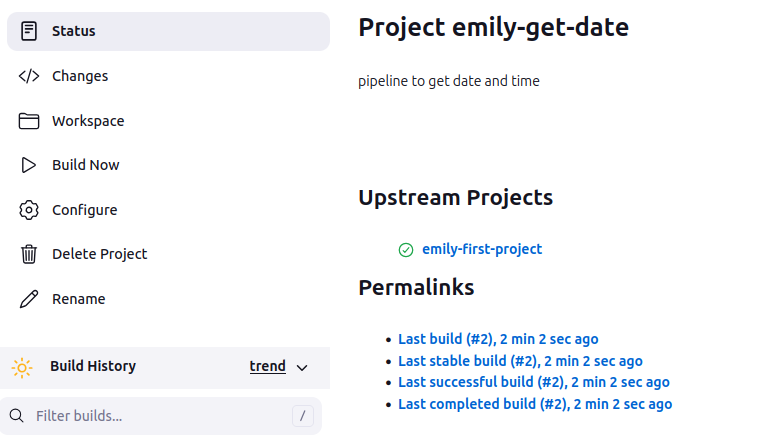 Status
Changes
Workspace
Build Now
Configure
Delete Project
Rename
Build History trend
Filter builds... /
Project emily-get-date
pipeline to get date and time
Upstream Projects
emily-first-project
Permalinks
Last build (#2), 2 min 2 sec ago
Last stable build (#2), 2 min 2 sec ago
Last successful build (#2), 2 min 2 sec ago
Last completed build (#2), 2 min 2 sec ago